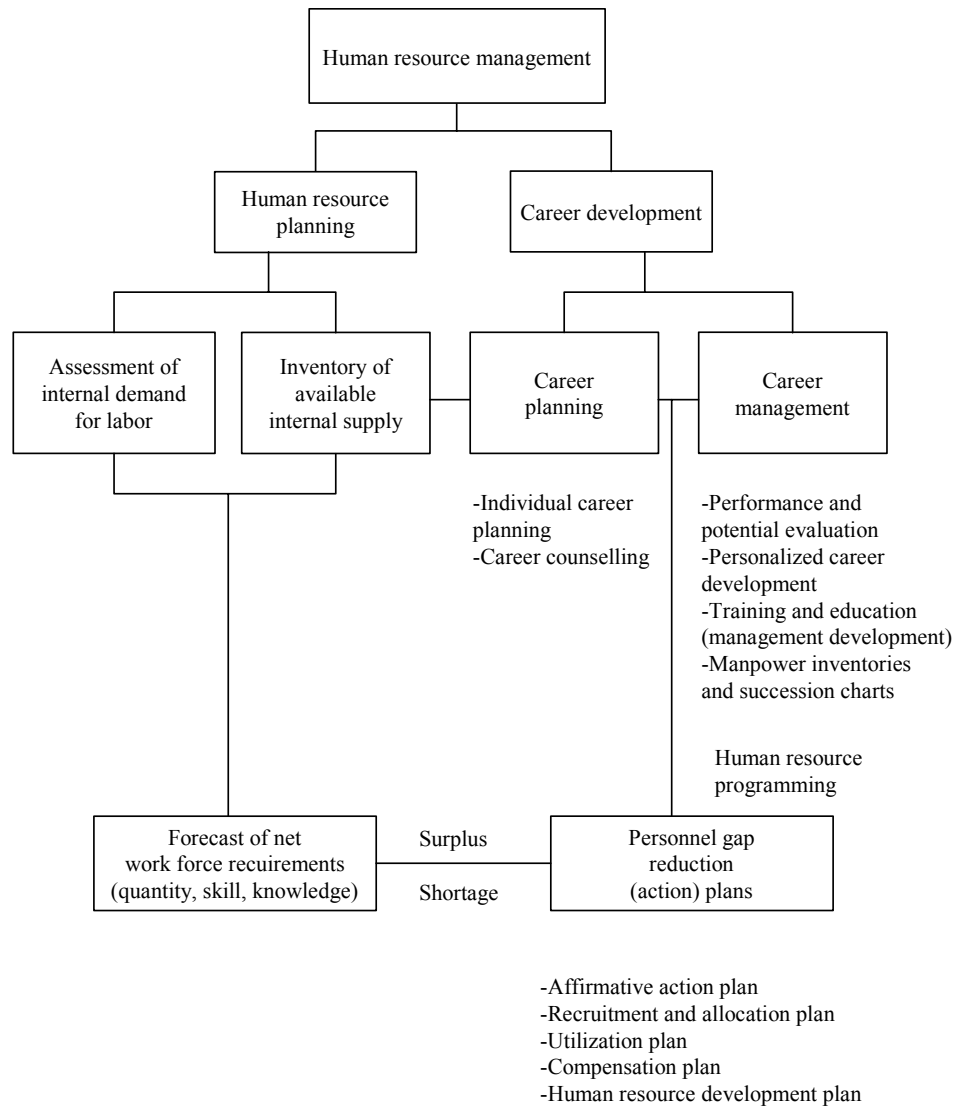 Human resource management
Human resource
planning
Career development
Assessment of
internal demand
for labor
Inventory of
available
internal supply
Career
planning
Career
management
-Individual career
planning
-Career counselling
-Performance and
potential evaluation
-Personalized career
development
-Training and education
(management development)
-Manpower inventories
and succession charts
Human resource
programming
Forecast of net
work force recuirements
(quantity, skill, knowledge)
Surplus
Shortage
Personnel gap
reduction
(action) plans
-Affirmative action plan
-Recruitment and allocation plan
-Utilization plan
-Compensation plan
-Human resource development plan